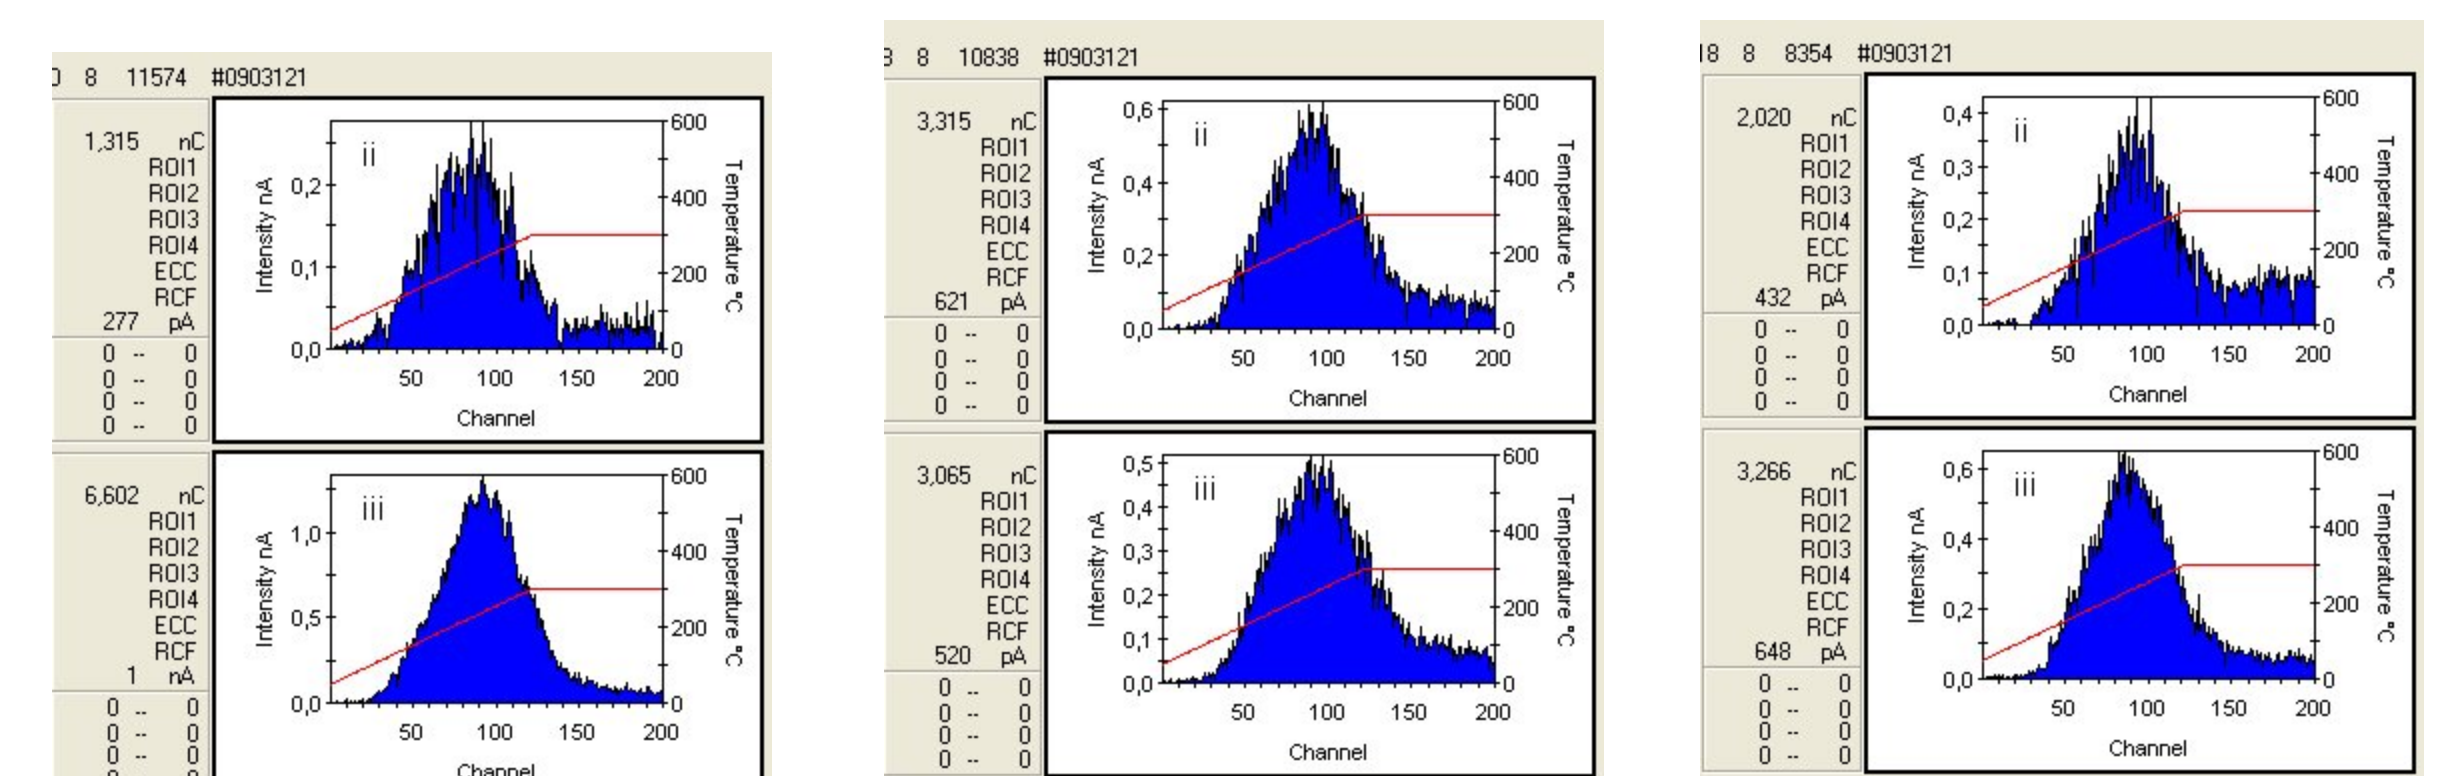 8 11574 #0903121
1,315 nC
ROI1
ROI2
ROI3
ROI4
ECC
RCF
277 pA
0 -- 0
0 -- 0
0 -- 0
0 -- 0
ii
Intensity nA
0,2
0,1
0,0
600
400
200
0
Temperature °C
50 100 150 200
Channel
6,602 nC
ROI1
ROI2
ROI3
ROI4
ECC
RCF
1 nA
0 -- 0
0 -- 0
0 -- 0
iii
Intensity nA
1,0
0,5
0,0
600
400
200
0
Temperature °C
50 100 150 200
Channel
8 8 10838 #0903121
3,315 nC
ROI1
ROI2
ROI3
ROI4
ECC
RCF
621 pA
0 -- 0
0 -- 0
0 -- 0
0 -- 0
ii
Intensity nA
0,6
0,4
0,2
0,0
600
400
200
0
Temperature °C
50 100 150 200
Channel
3,065 nC
ROI1
ROI2
ROI3
ROI4
ECC
RCF
520 pA
0 -- 0
0 -- 0
0 -- 0
0 -- 0
iii
Intensity nA
0,5
0,4
0,3
0,2
0,1
0,0
600
400
200
0
Temperature °C
50 100 150 200
Channel
18 8 8354 #0903121
2,020 nC
ROI1
ROI2
ROI3
ROI4
ECC
RCF
432 pA
0 -- 0
0 -- 0
0 -- 0
0 -- 0
ii
Intensity nA
0,4
0,3
0,2
0,1
0,0
600
400
200
0
Temperature °C
50 100 150 200
Channel
3,266 nC
ROI1
ROI2
ROI3
ROI4
ECC
RCF
648 pA
0 -- 0
0 -- 0
0 -- 0
0 -- 0
iii
Intensity nA
0,6
0,4
0,2
0,0
600
400
200
0
Temperature °C
50 100 150 200
Channel